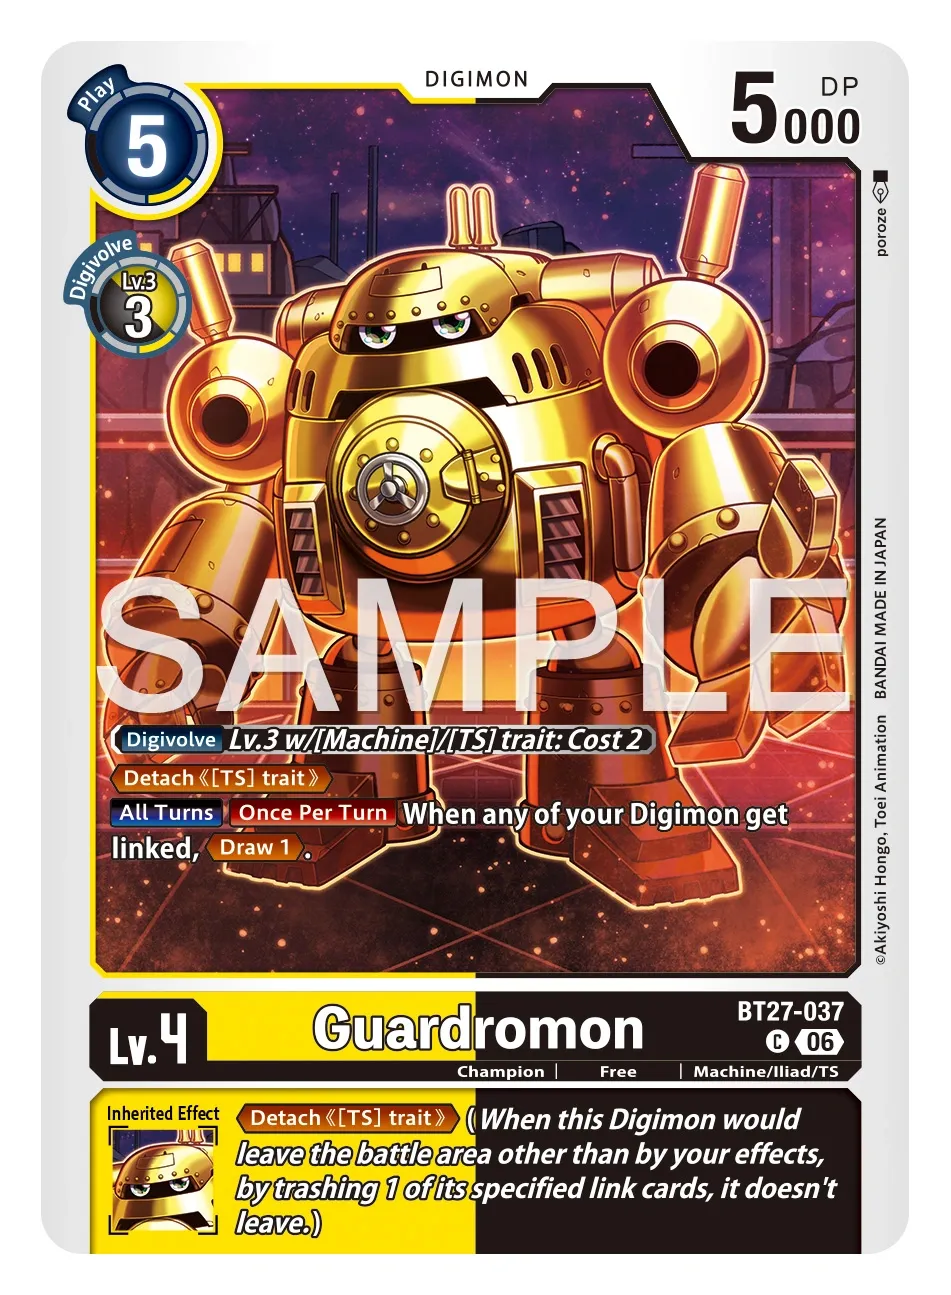 DIGIMON
Play
5
5000
DP
Digivolve
Lv.3
3
poroze
SAMPLE
BANDAI MADE IN JAPAN
©Akiyoshi Hongo, Toei Animation
Digivolve Lv.3 w/[Machine]/[TS] trait: Cost 2
Detach《[TS] trait》
All Turns Once Per Turn When any of your Digimon get
linked, Draw 1.
Lv.4
Guardromon
BT27-037
C 06
Champion | Free | Machine/Iliad/TS
Inherited Effect
Detach《[TS] trait》 (When this Digimon would
leave the battle area other than by your effects,
by trashing 1 of its specified link cards, it doesn't
leave.)